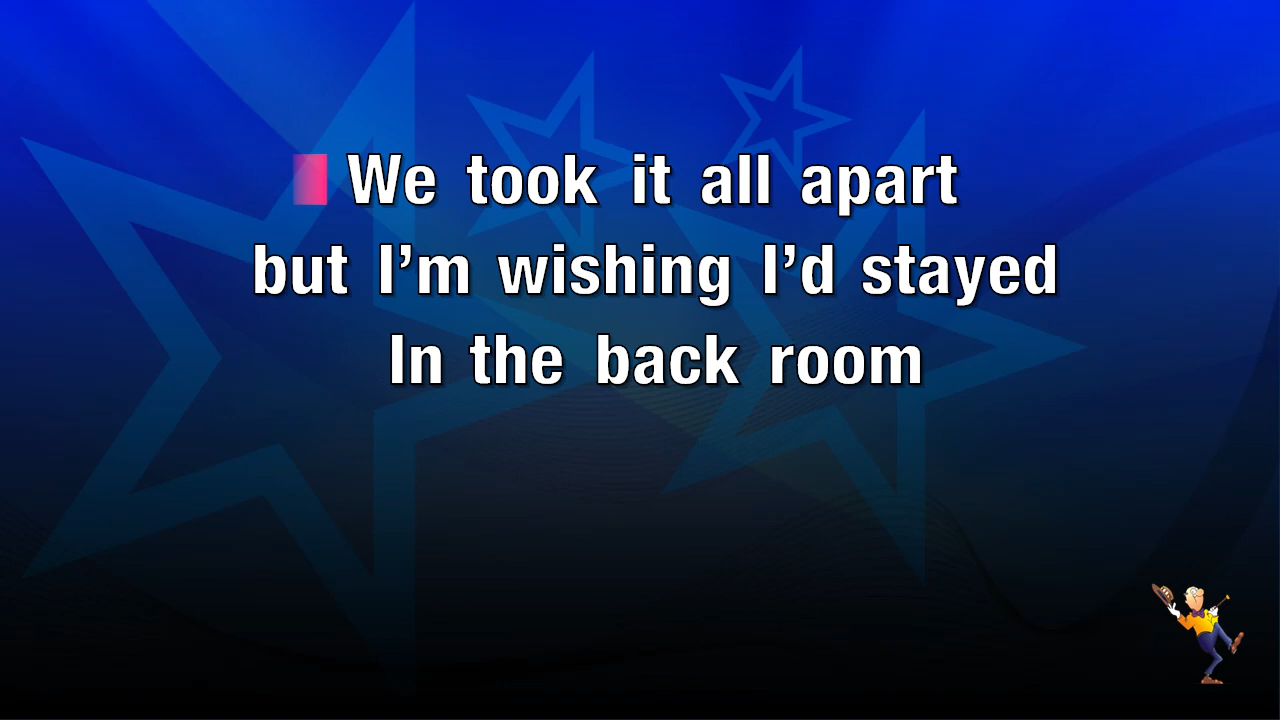 We took it all apart
but I’m wishing I’d stayed
In the back room